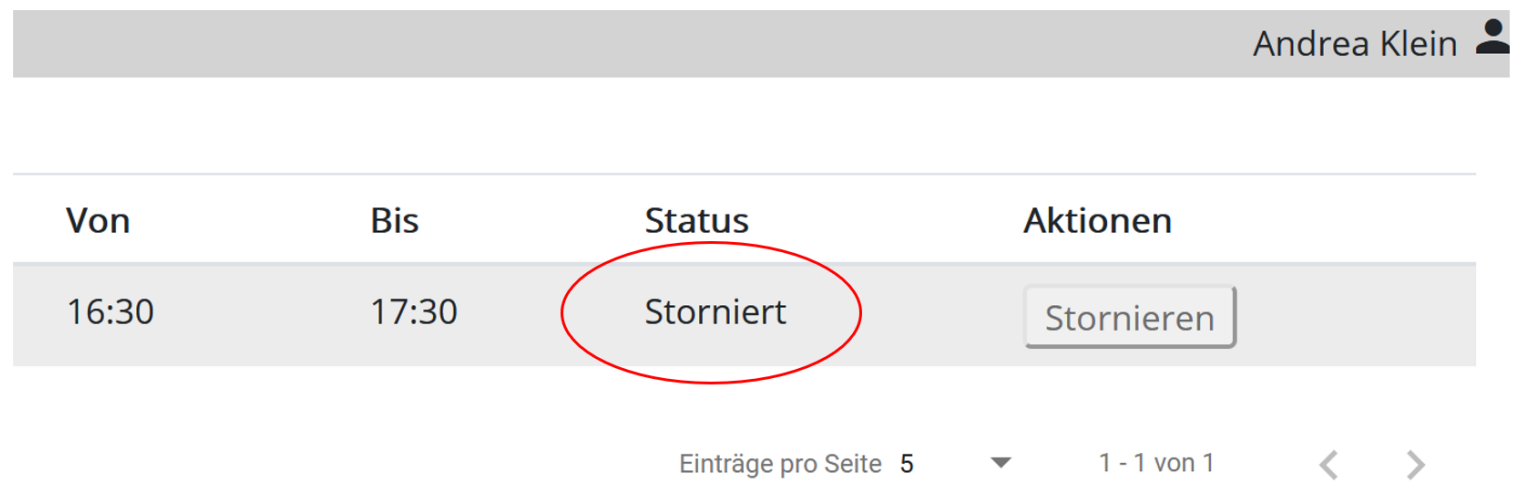 Andrea Klein
Von Bis Status Aktionen
16:30 17:30 Storniert Stornieren
Einträge pro Seite 5 1 - 1 von 1